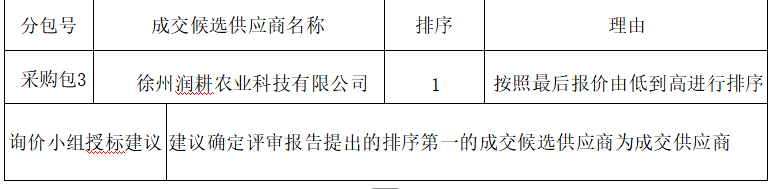 分包号 成交候选供应商名称 排序 理由
采购包3 徐州润耕农业科技有限公司 1 按照最后报价由低到高进行排序
询价小组授标建议 建议确定评审报告提出的排序第一的成交候选供应商为成交供应商